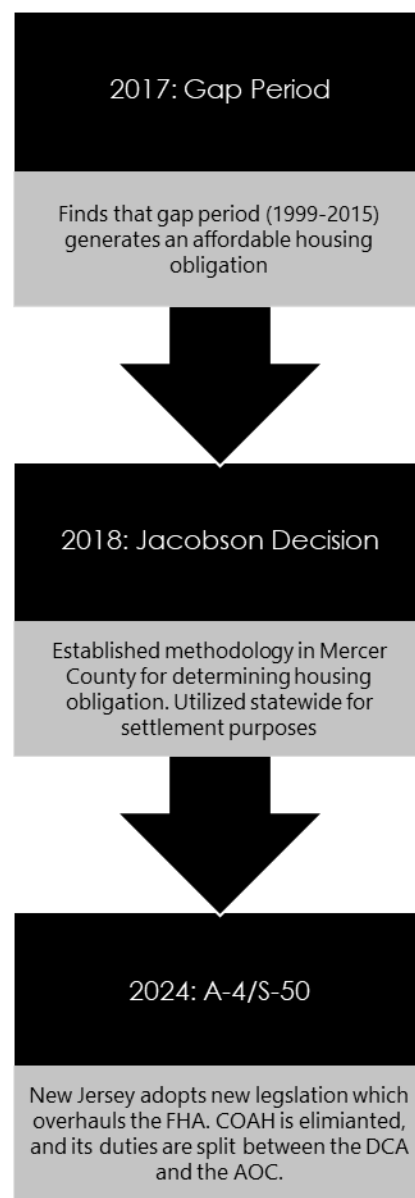 2017: Gap Period
Finds that gap period (1999-2015)
generates an affordable housing
obligation
2018: Jacobson Decision
Established methodology in Mercer
County for determining housing
obligation. Utilized statewide for
settlement purposes
2024: A-4/S-50
New Jersey adopts new legslation which
overhauls the FHA. COAH is elimianted,
and its duties are split between the DCA
and the AOC.